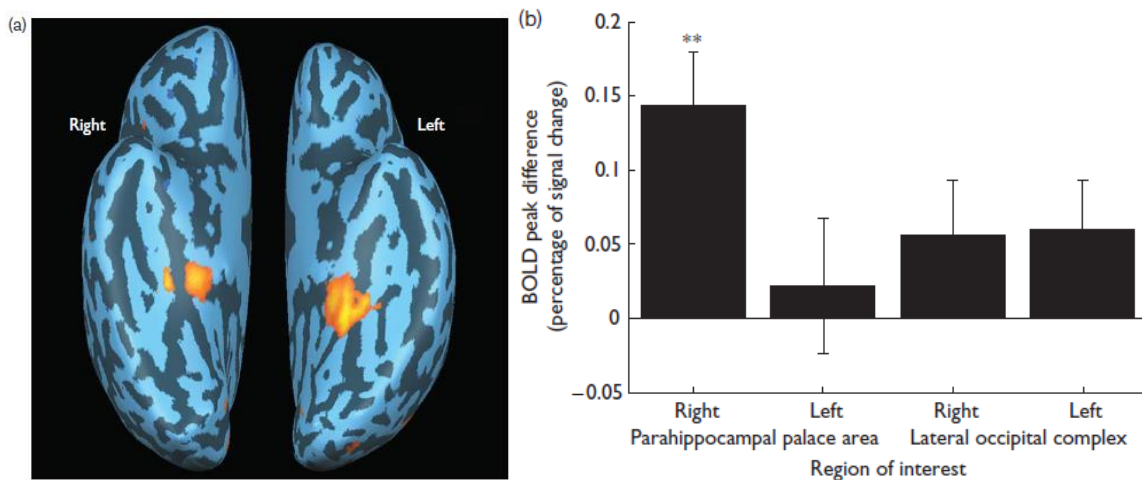 (a)
Right
Left
(b)
BOLD peak difference
(percentage of signal change)
0.2
0.15
0.1
0.05
0
−0.05
**
Right
Left
Right
Left
Parahippocampal palace area
Lateral occipital complex
Region of interest